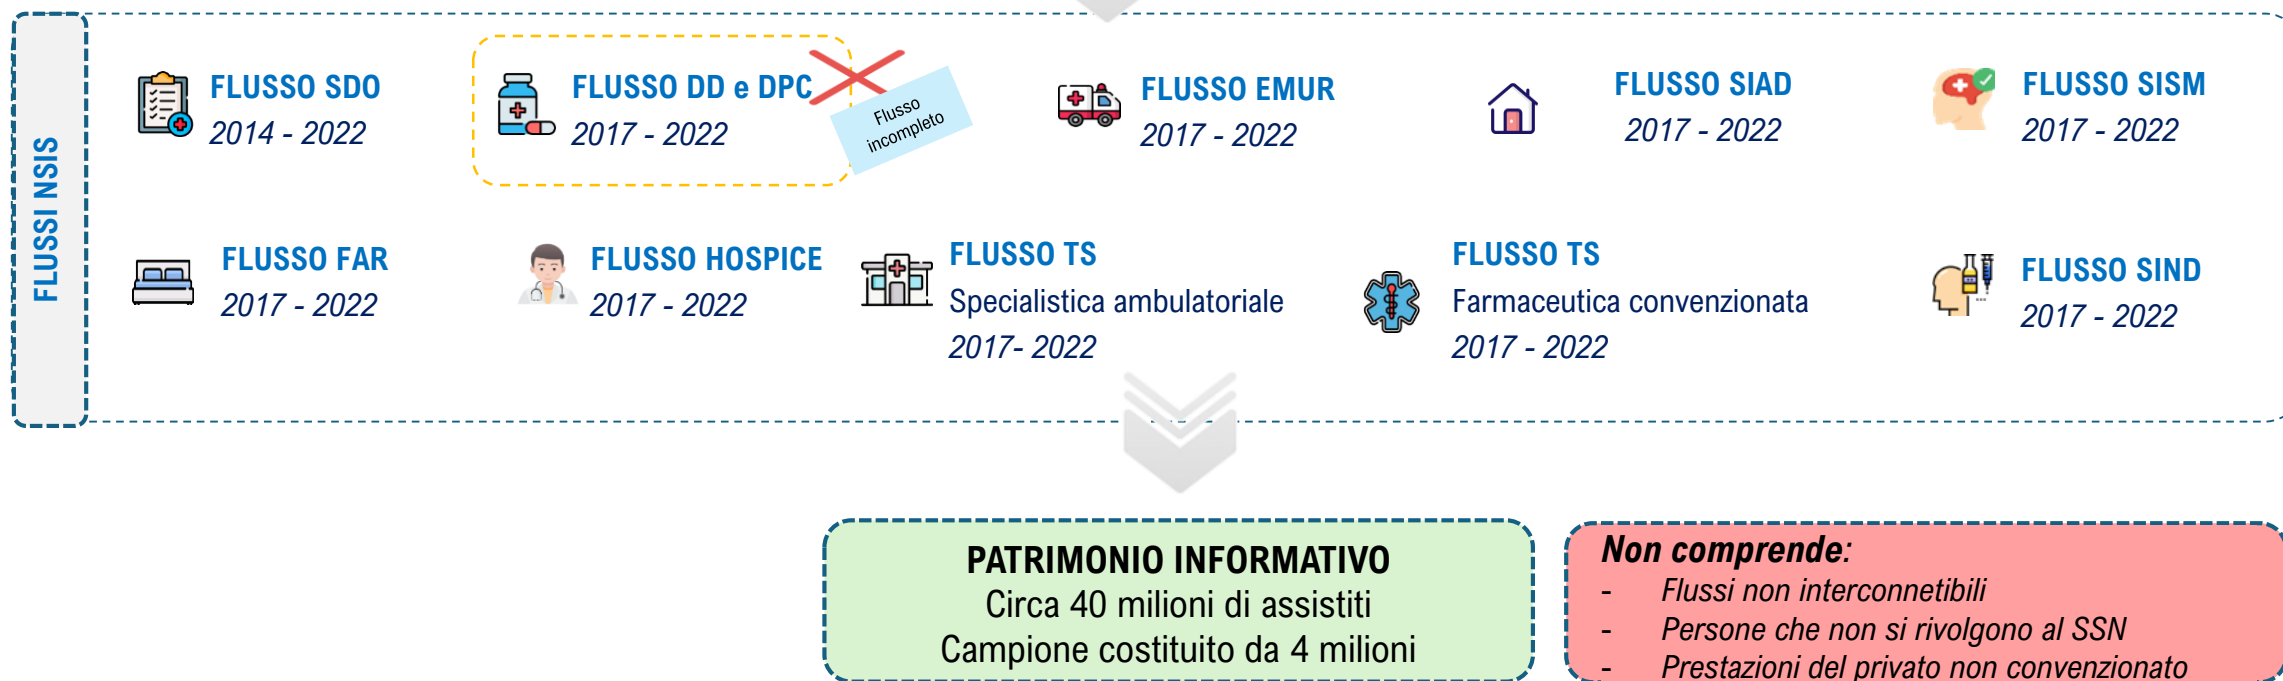 FLUSSI NSIS
FLUSSO SDO
2014 - 2022
FLUSSO DD e DPC
2017 - 2022
Flusso
incompleto
FLUSSO EMUR
2017 - 2022
FLUSSO SIAD
2017 - 2022
FLUSSO SISM
2017 - 2022
FLUSSO FAR
2017 - 2022
FLUSSO HOSPICE
2017 - 2022
FLUSSO TS
Specialistica ambulatoriale
2017- 2022
FLUSSO TS
Farmaceutica convenzionata
2017 - 2022
FLUSSO SIND
2017 - 2022
PATRIMONIO INFORMATIVO
Circa 40 milioni di assistiti
Campione costituito da 4 milioni
Non comprende:
- Flussi non interconnetibili
- Persone che non si rivolgono al SSN
- Prestazioni del privato non convenzionato